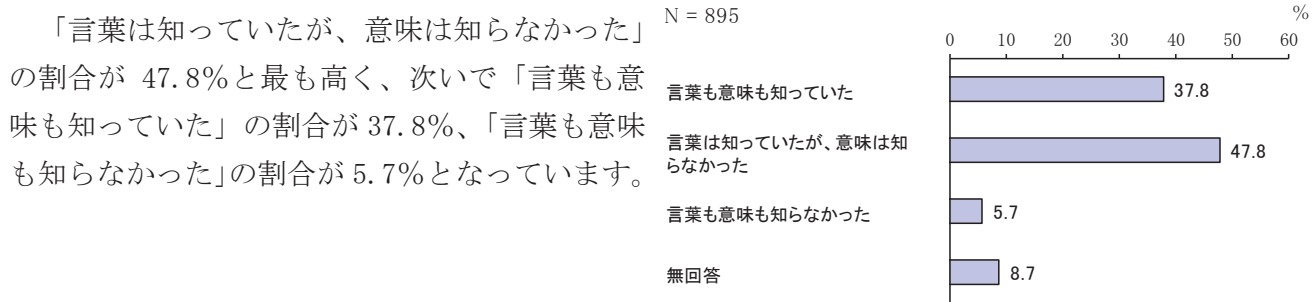 「言葉は知っていたが、意味は知らなかった」
の割合が 47.8%と最も高く、次いで「言葉も意
味も知っていた」の割合が 37.8%、「言葉も意味
も知らなかった」の割合が 5.7%となっています。
N = 895
%
0 10 20 30 40 50 60
言葉も意味も知っていた 37.8
言葉は知っていたが、意味は知
らなかった 47.8
言葉も意味も知らなかった 5.7
無回答 8.7